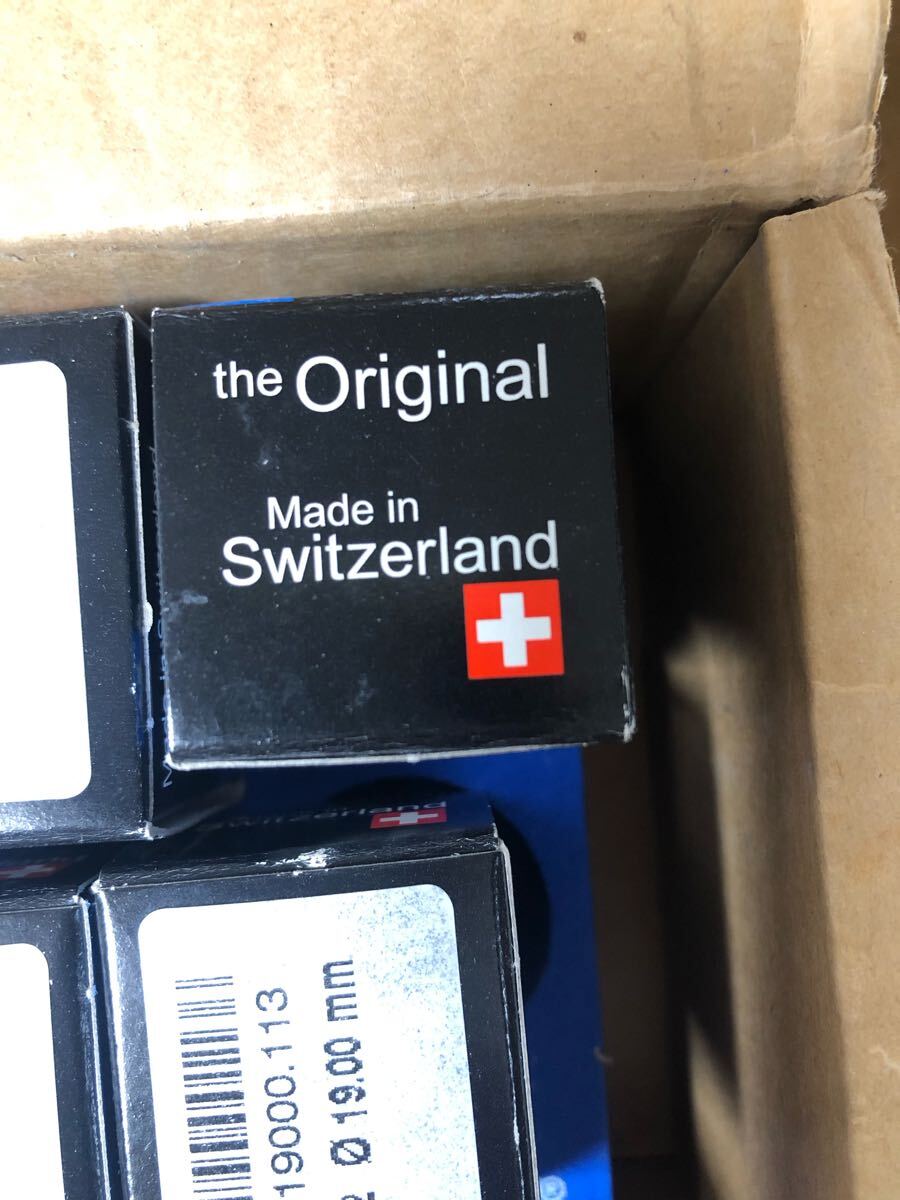 the Original
Made in
Switzerland
19000.113
Ø 19.00 mm